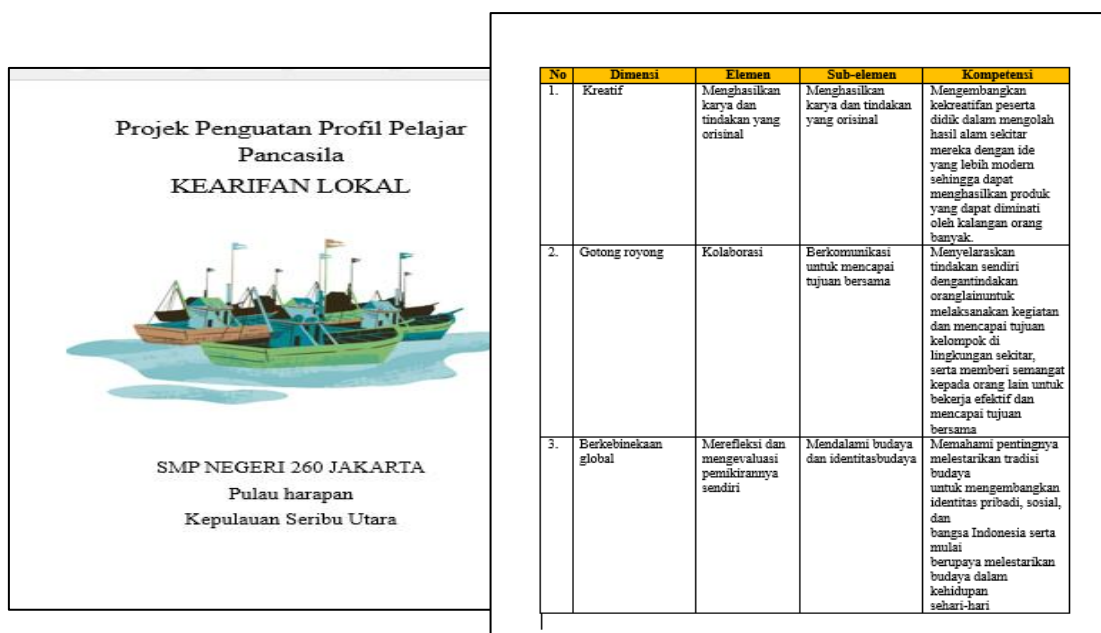 Projek Penguatan Profil Pelajar
Pancasila
KEARIFAN LOKAL
SMP NEGERI 260 JAKARTA
Pulau harapan
Kepulauan Seribu Utara
No Dimensi Elemen Sub-elemen Kompetensi
1. Kreatif
Menghasilkan
karya dan
tindakan yang
orisinal
Menghasilkan
karya dan tindakan
yang orisinal
Mengembangkan
kekreatifan peserta
didik dalam mengolah
hasil alam sekitar
mereka dengan ide
yang lebih modern
sehingga dapat
menghasilkan produk
yang dapat diminati
oleh kalangan orang
banyak.
2. Gotong royong
Kolaborasi
Berkomunikasi
untuk mencapai
tujuan bersama
Menyelaraskan
tindakan sendiri
dengantindakan
oranglainuntuk
melaksanakan kegiatan
dan mencapai tujuan
kelompok di
lingkungan sekitar,
serta memberi semangat
kepada orang lain untuk
bekerja efektif dan
mencapai tujuan
bersama
3. Berkebinekaan
global
Merefleksi dan
mengevaluasi
pemikirannya
sendiri
Mendalami budaya
dan identitasbudaya
Memahami pentingnya
melestarikan tradisi
budaya
untuk mengembangkan
identitas pribadi, sosial,
dan
bangsa Indonesia serta
mulai
berupaya melestarikan
budaya dalam
kehidupan
sehari-hari